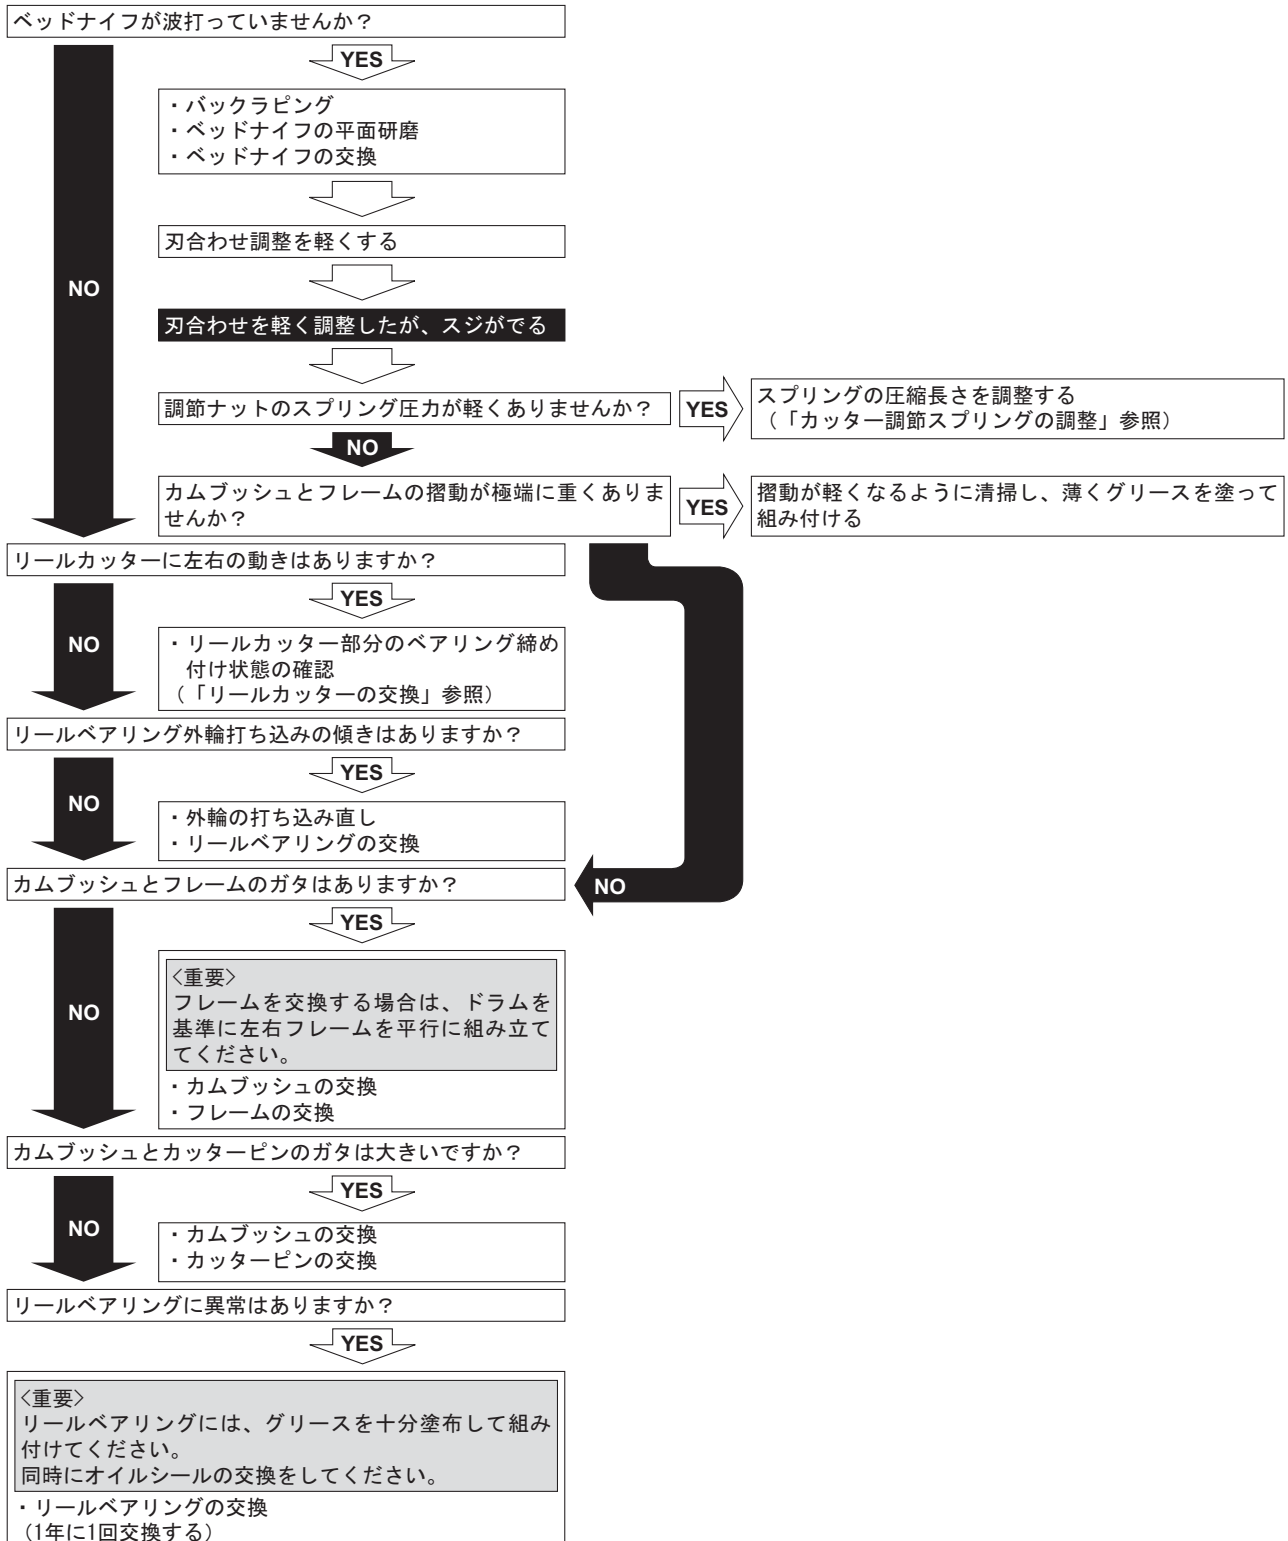 ベッドナイフが波打っていませんか？
YES
・バックラピング
・ベッドナイフの平面研磨
・ベッドナイフの交換
刃合わせ調整を軽くする
NO
刃合わせを軽く調整したが、スジがでる
調節ナットのスプリング圧力が軽くありませんか？
YES
スプリングの圧縮長さを調整する
（「カッター調節スプリングの調整」参照）
NO
カムブッシュとフレームの摺動が極端に重くありま
せんか？
YES
摺動が軽くなるように清掃し、薄くグリースを塗って
組み付ける
リールカッターに左右の動きはありますか？
YES
NO
・リールカッター部分のベアリング締め
付け状態の確認
（「リールカッターの交換」参照）
リールベアリング外輪打ち込みの傾きはありますか？
YES
NO
・外輪の打ち込み直し
・リールベアリングの交換
カムブッシュとフレームのガタはありますか？
NO
YES
NO
〈重要〉
フレームを交換する場合は、ドラムを
基準に左右フレームを平行に組み立て
てください。
・カムブッシュの交換
・フレームの交換
カムブッシュとカッターピンのガタは大きいですか？
YES
NO
・カムブッシュの交換
・カッターピンの交換
リールベアリングに異常はありますか？
YES
〈重要〉
リールベアリングには、グリースを十分塗布して組み
付けてください。
同時にオイルシールの交換をしてください。
・リールベアリングの交換
（1年に1回交換する）